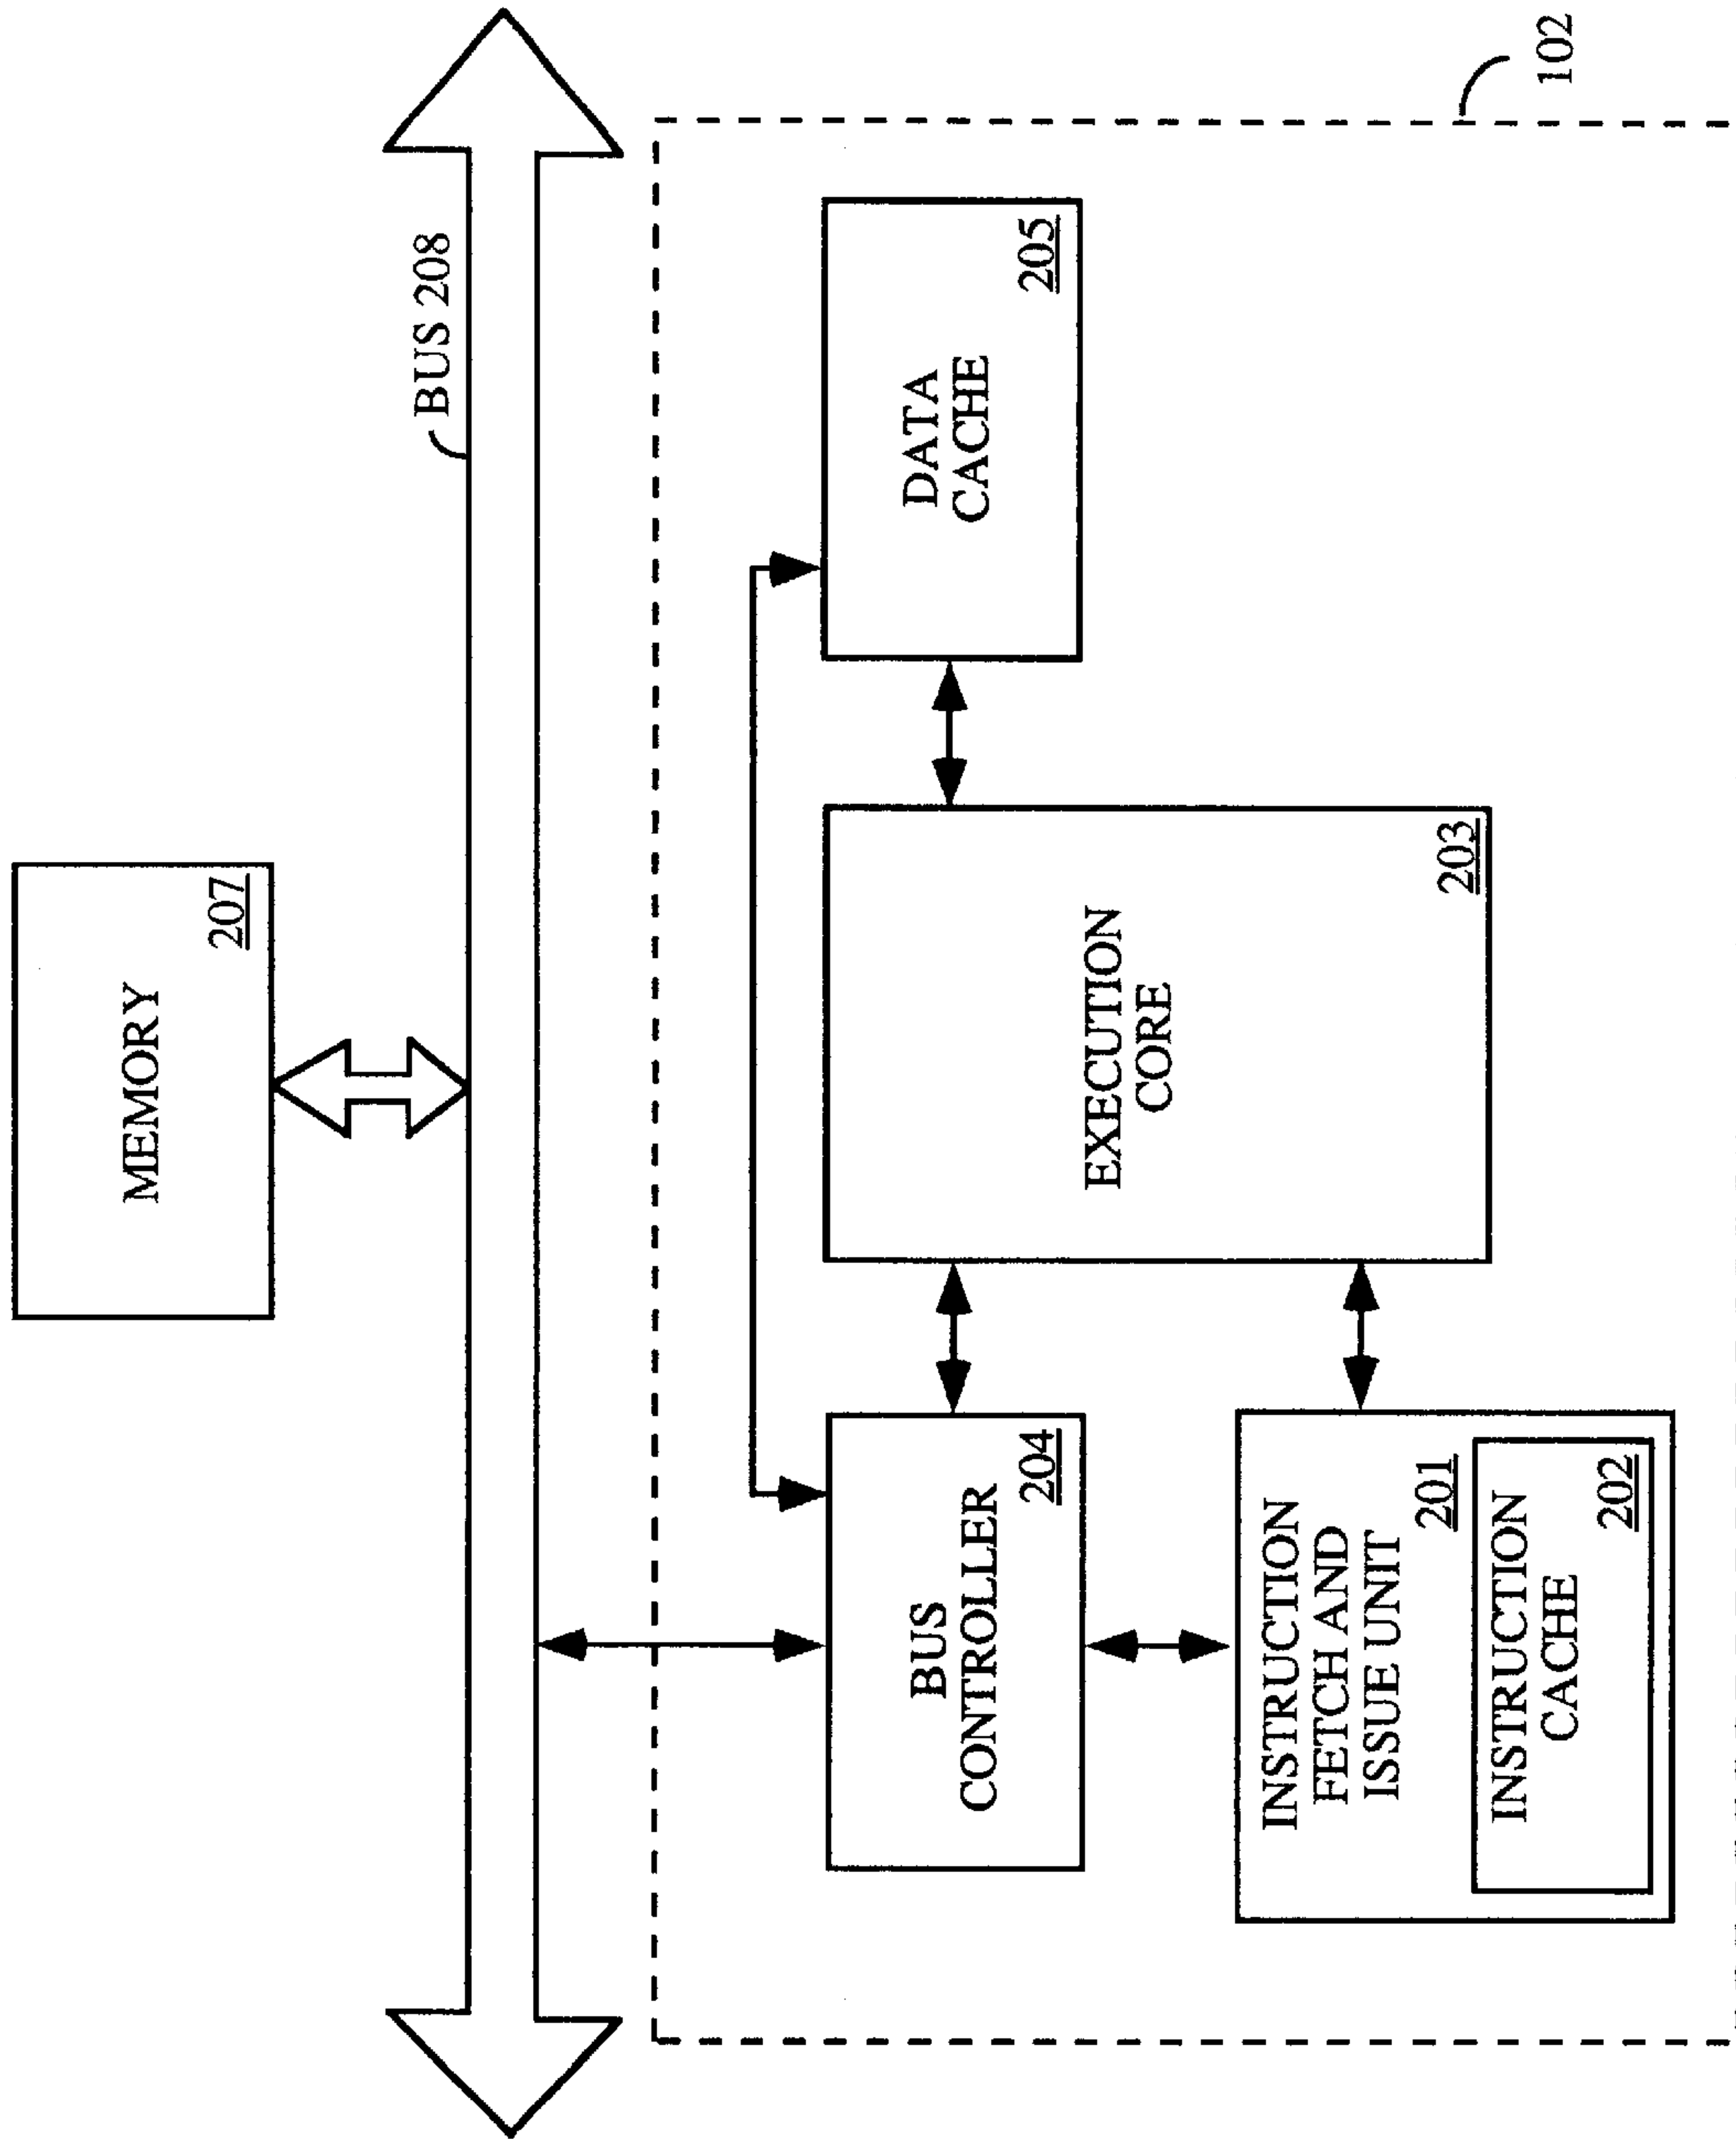 MEMORY
207
BUS 208
BUS
CONTROLLER
204
EXECUTION
CORE
203
DATA
CACHE
205
INSTRUCTION
FETCH AND
ISSUE UNIT
201
INSTRUCTION
CACHE
202
102